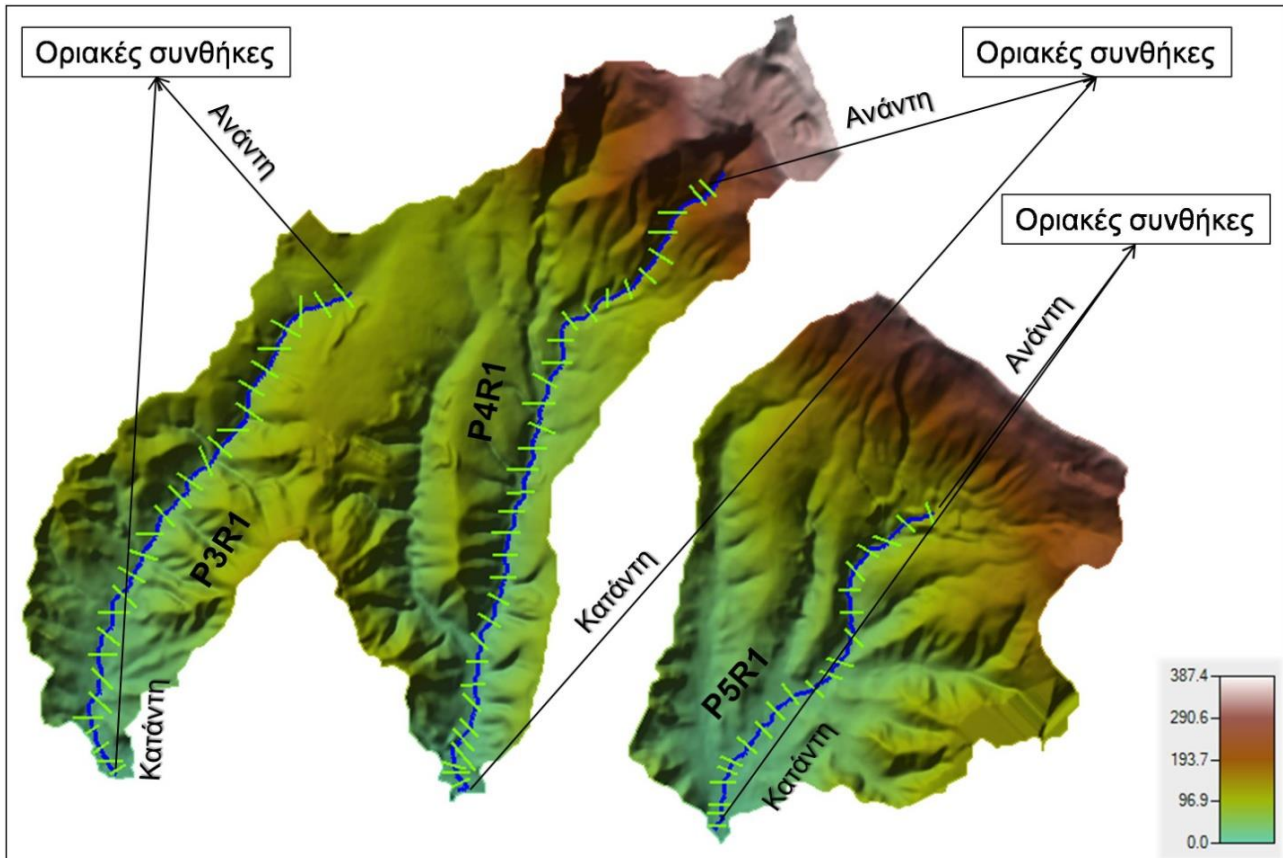 Οριακές συνθήκες
Οριακές συνθήκες
Ανάντη
Ανάντη
Οριακές συνθήκες
Ανάντη
P4R1
P3R1
Κατάντη
P5R1
Κατάντη
Κατάντη
387.4
290.6
193.7
96.9
0.0